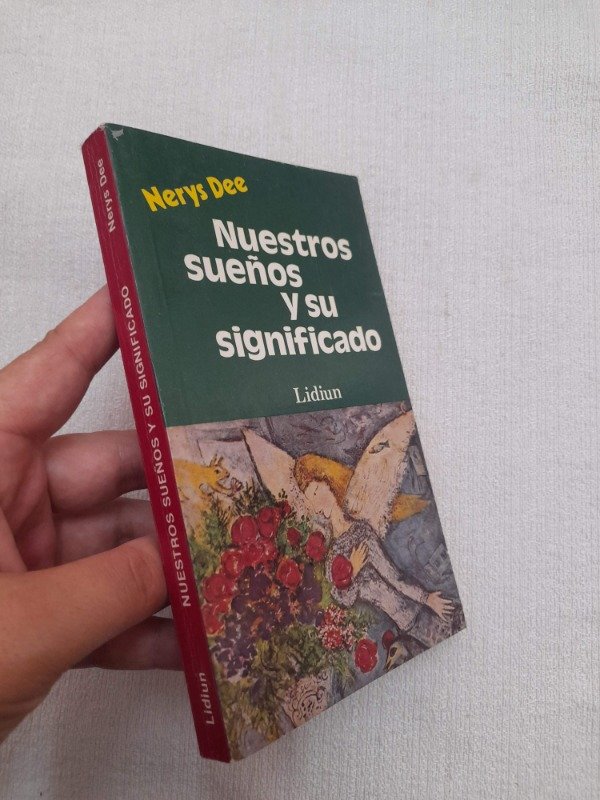 Nerys Dee
Nuestros
sueños
y su
significado
Lidiun
Nerys Dee
NUESTROS SUEÑOS Y SU SIGNIFICADO
Lidiun